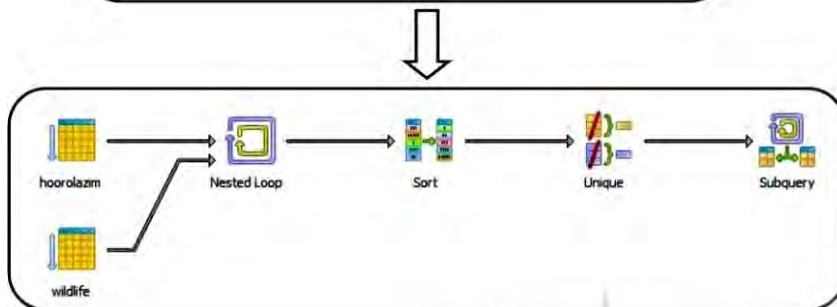 hoorolazim
Nested Loop
Sort
Unique
Subquery
wildlife